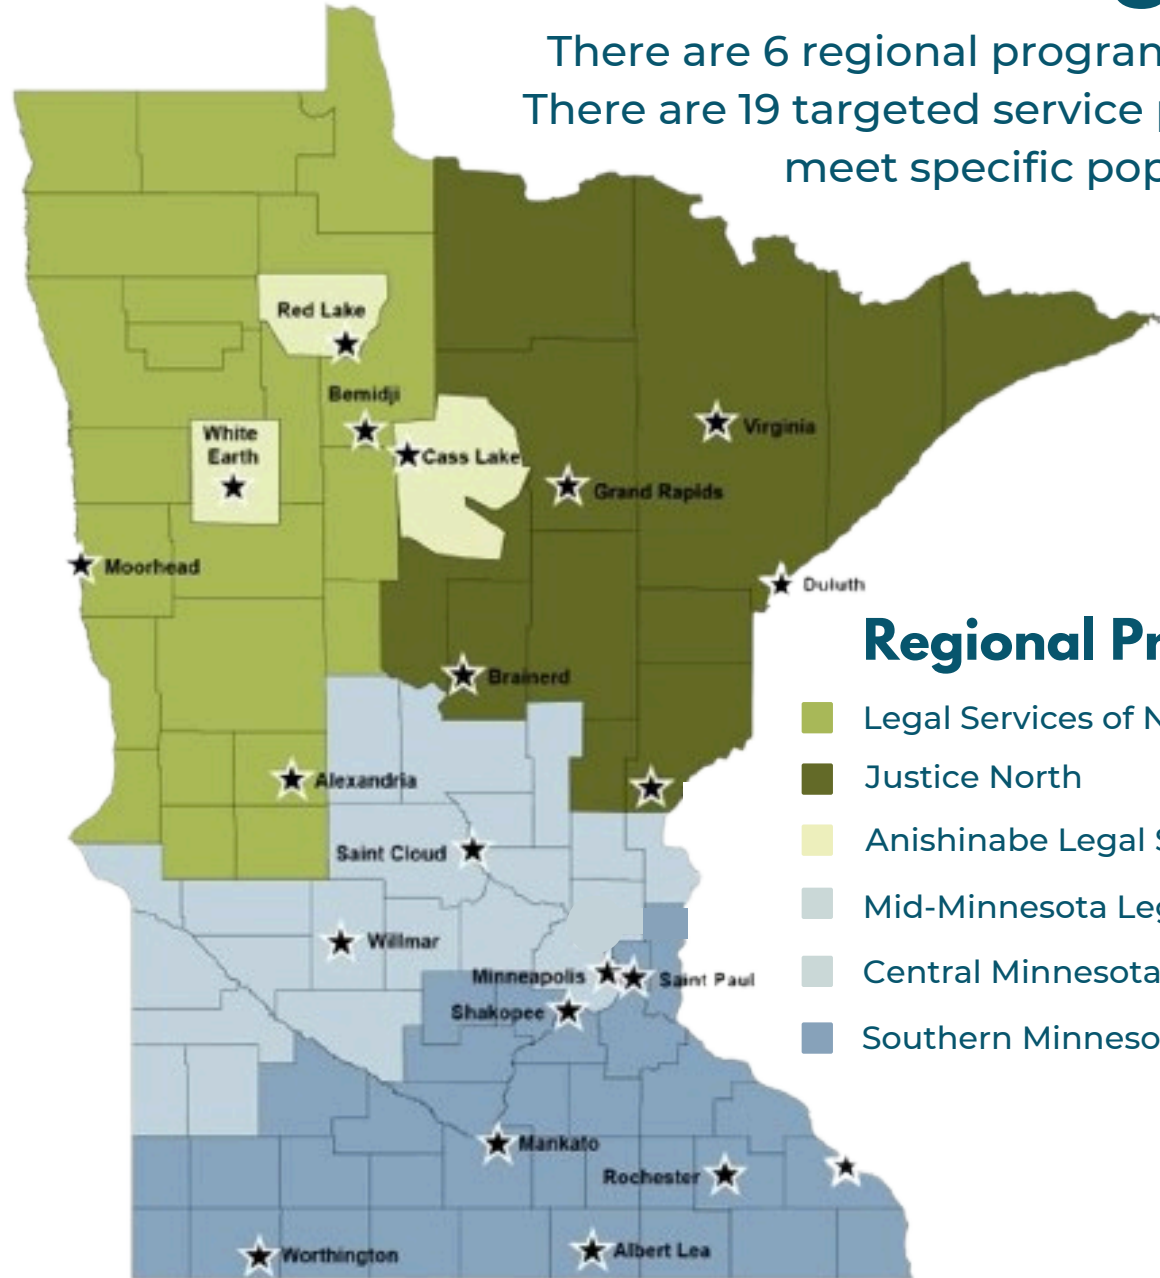 There are 6 regional program
There are 19 targeted service
meet specific pop
Red Lake
Bemidji
White
Earth
Cass Lake
Virginia
Grand Rapids
Moorhead
Duluth
Regional Pr
Brainerd
Legal Services of N
Alexandria
Justice North
Anishinabe Legal S
Saint Cloud
Mid-Minnesota Leg
Willmar
Minneapolis
Saint Paul
Central Minnesota
Shakopee
Southern Minneso
Mankato
Rochester
Worthington
Albert Lea